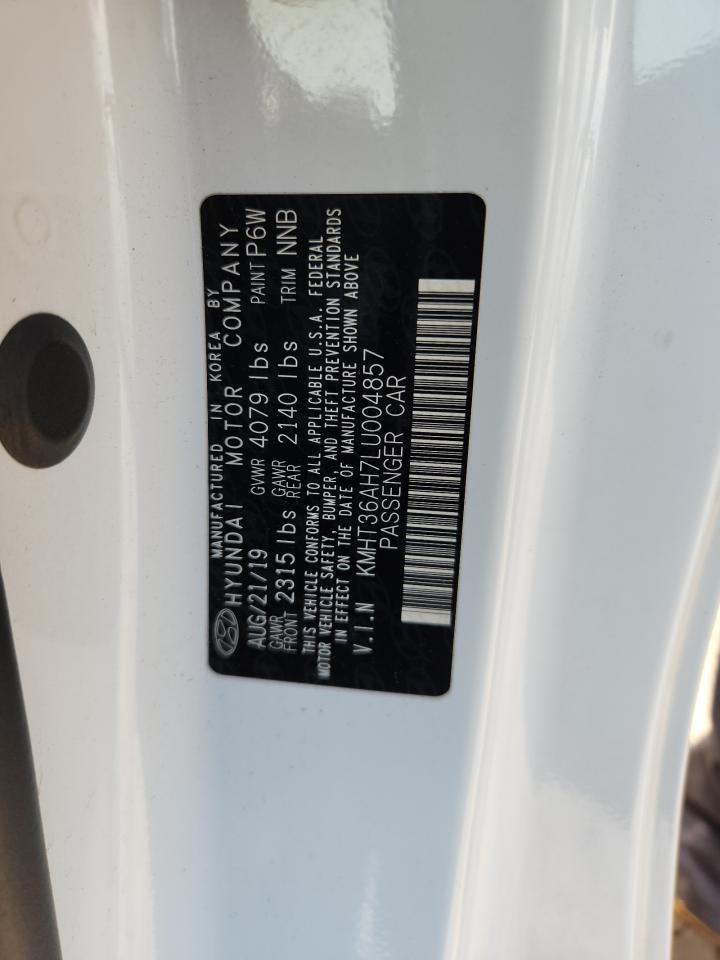 MANUFACTURED IN KOREA BY
HYUNDAI MOTOR COMPANY
AUG/21/19 GVWR 4079 lbs PAINT P6W
GAWR FRONT 2315 lbs GAWR REAR 2140 lbs TRIM NNB
THIS VEHICLE CONFORMS TO ALL APPLICABLE U.S.A. FEDERAL
MOTOR VEHICLE SAFETY, BUMPER, AND THEFT PREVENTION STANDARDS
IN EFFECT ON THE DATE OF MANUFACTURE SHOWN ABOVE
V.I.N KMHT36AH7LU004857
PASSENGER CAR